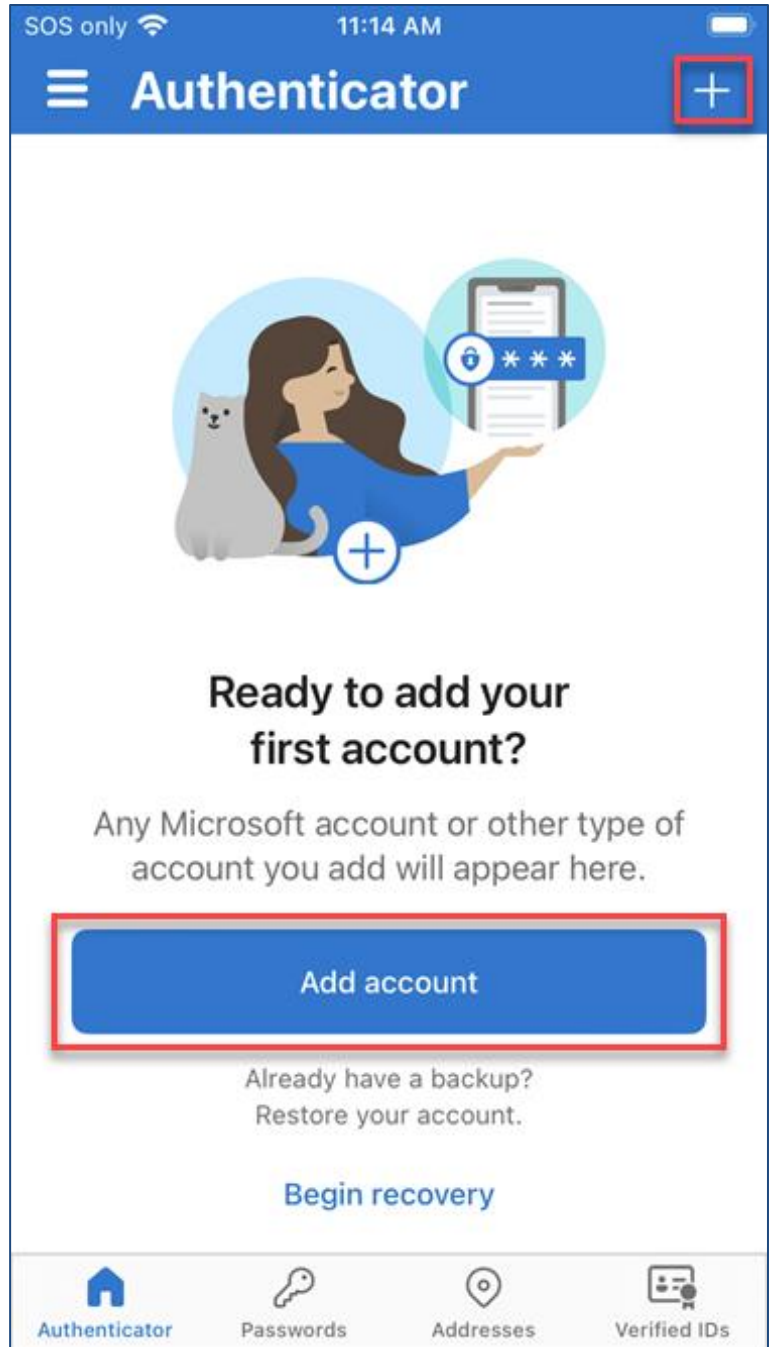 SOS only 11:14 AM
Authenticator
* * *
Ready to add your
first account?
Any Microsoft account or other type of
account you add will appear here.
Add account
Already have a backup?
Restore your account.
Begin recovery
Authenticator Passwords Addresses Verified IDs